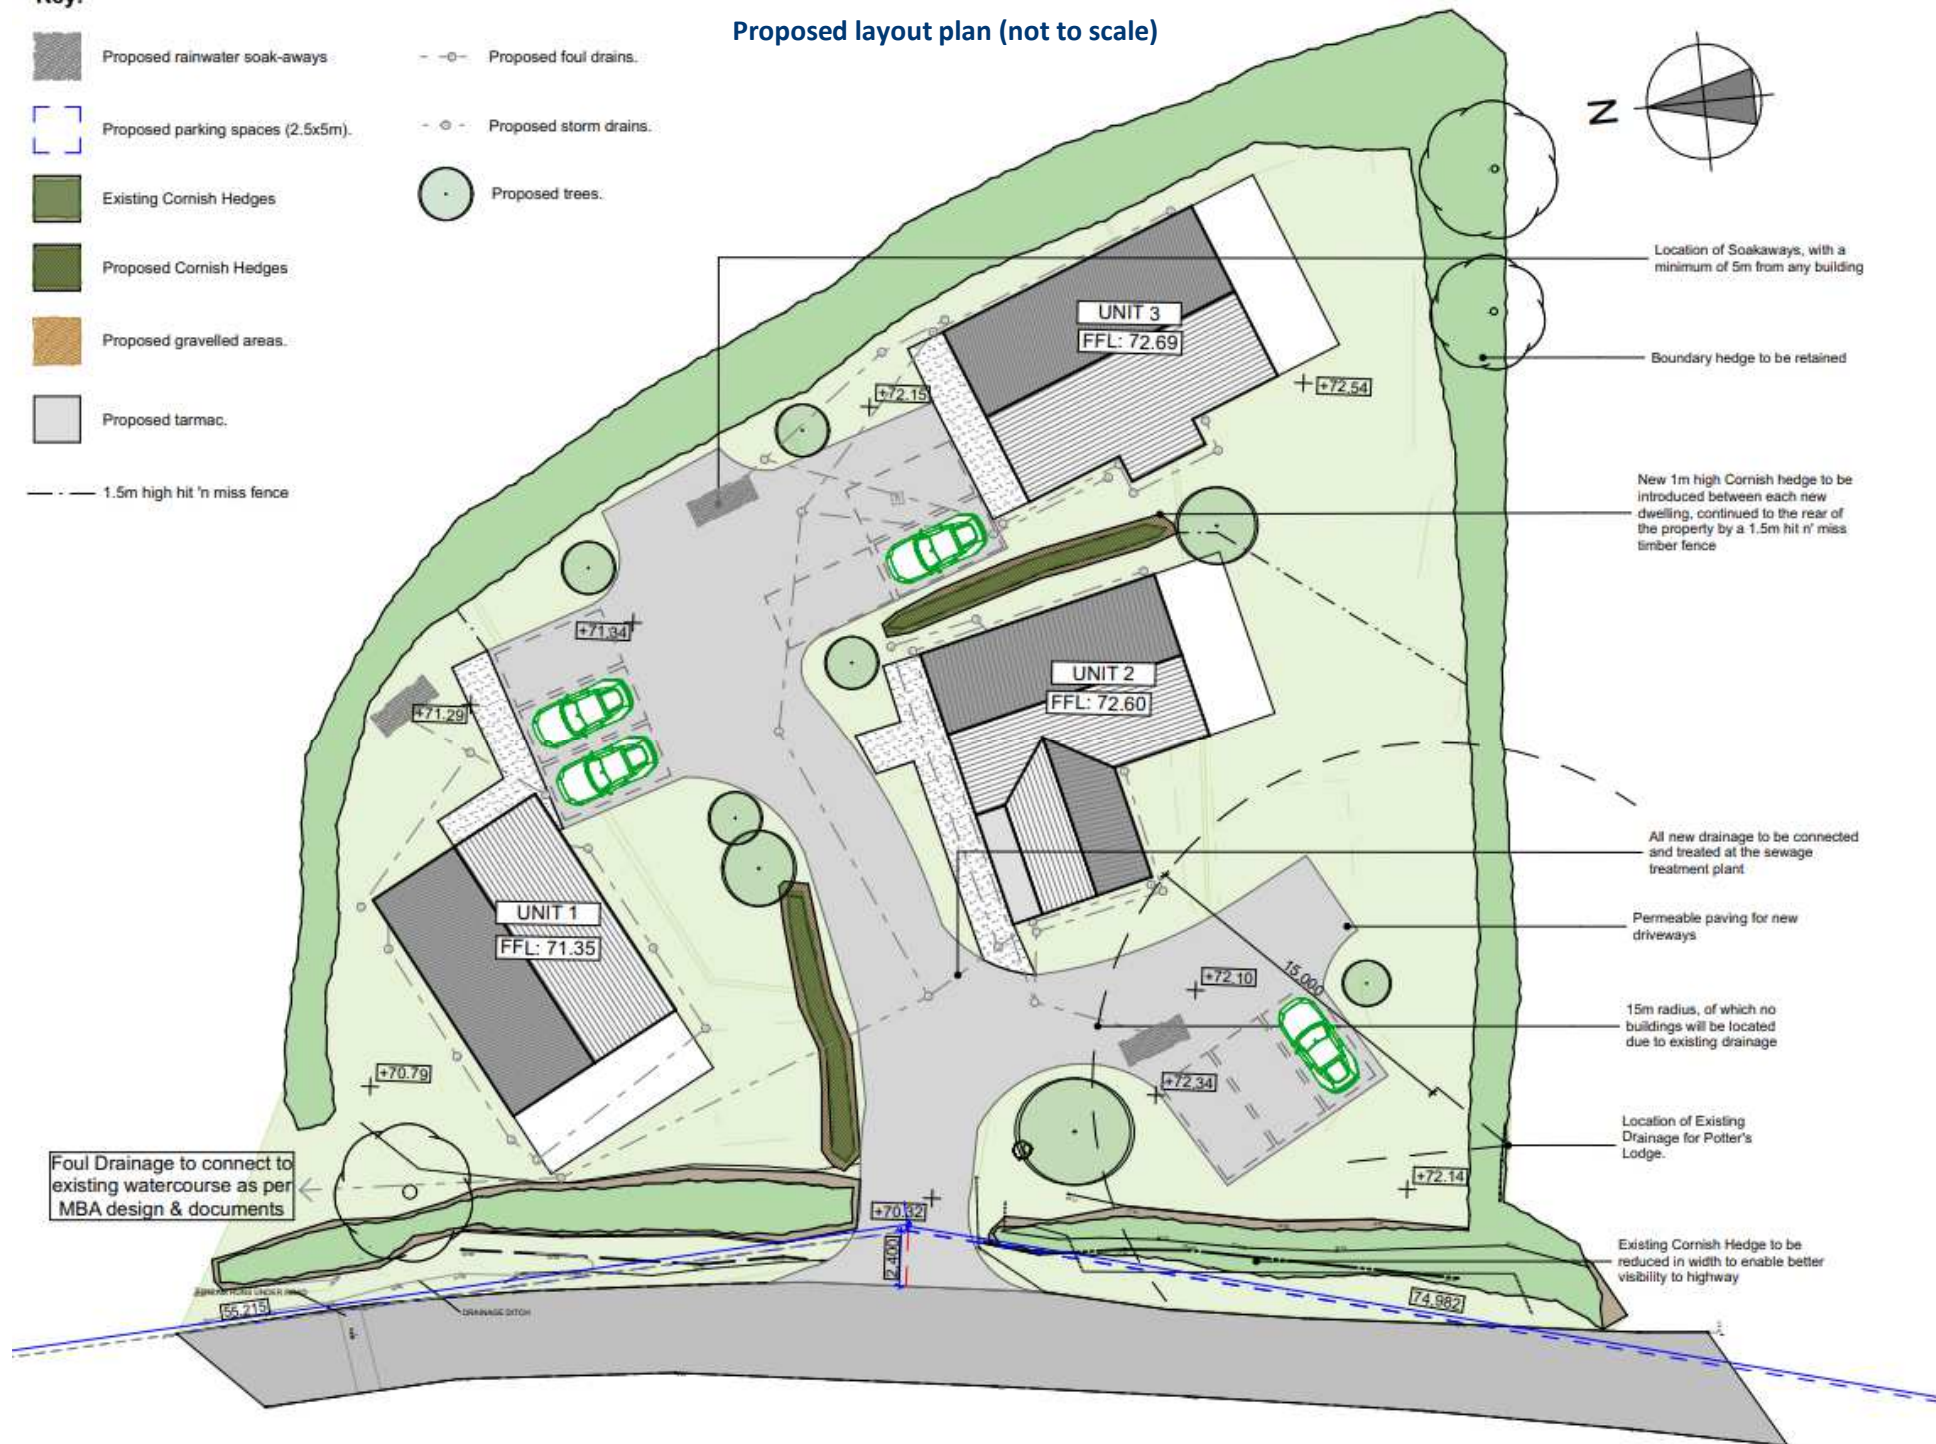 Key:
Proposed layout plan (not to scale)
Proposed rainwater soak-aways
Proposed foul drains.
Proposed parking spaces (2.5x5m).
Proposed storm drains.
Existing Cornish Hedges
Proposed trees.
Proposed Cornish Hedges
Proposed gravelled areas.
Proposed tarmac.
1.5m high hit 'n miss fence
N
Location of Soakaways, with a
minimum of 5m from any building
Boundary hedge to be retained
New 1m high Cornish hedge to be
introduced between each new
dwelling, continued to the rear of
the property by a 1.5m hit n' miss
timber fence
All new drainage to be connected
and treated at the sewage
treatment plant
Permeable paving for new
driveways
15m radius, of which no
buildings will be located
due to existing drainage
Location of Existing
Drainage for Potter's
Lodge.
Existing Cornish Hedge to be
reduced in width to enable better
visibility to highway
UNIT 3
FFL: 72.69
+72.15
+72.54
+71.34
UNIT 2
FFL: 72.60
+71.29
UNIT 1
FFL: 71.35
+72.10
15.000
+70.79
+72.34
Foul Drainage to connect to
existing watercourse as per
MBA design & documents
+72.14
+70.32
2.400
55.215
DRAINAGE DITCH
74.982